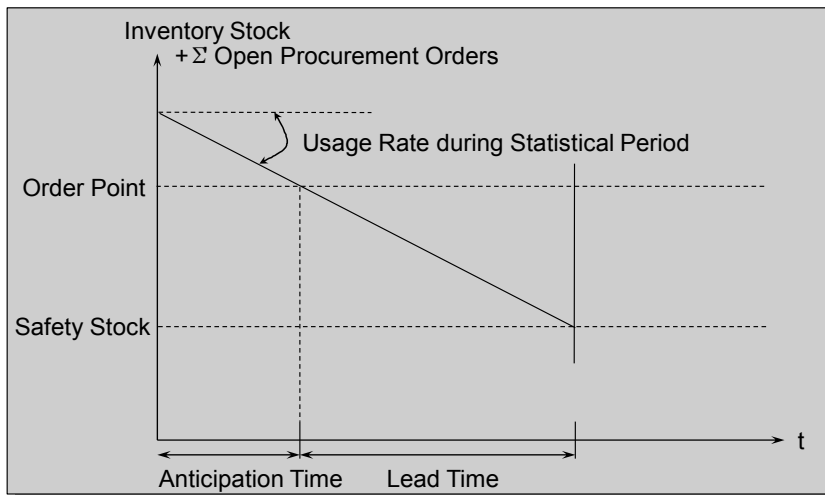 Inventory Stock
+ Σ Open Procurement Orders
Usage Rate during Statistical Period
Order Point
Safety Stock
t
Anticipation Time
Lead Time